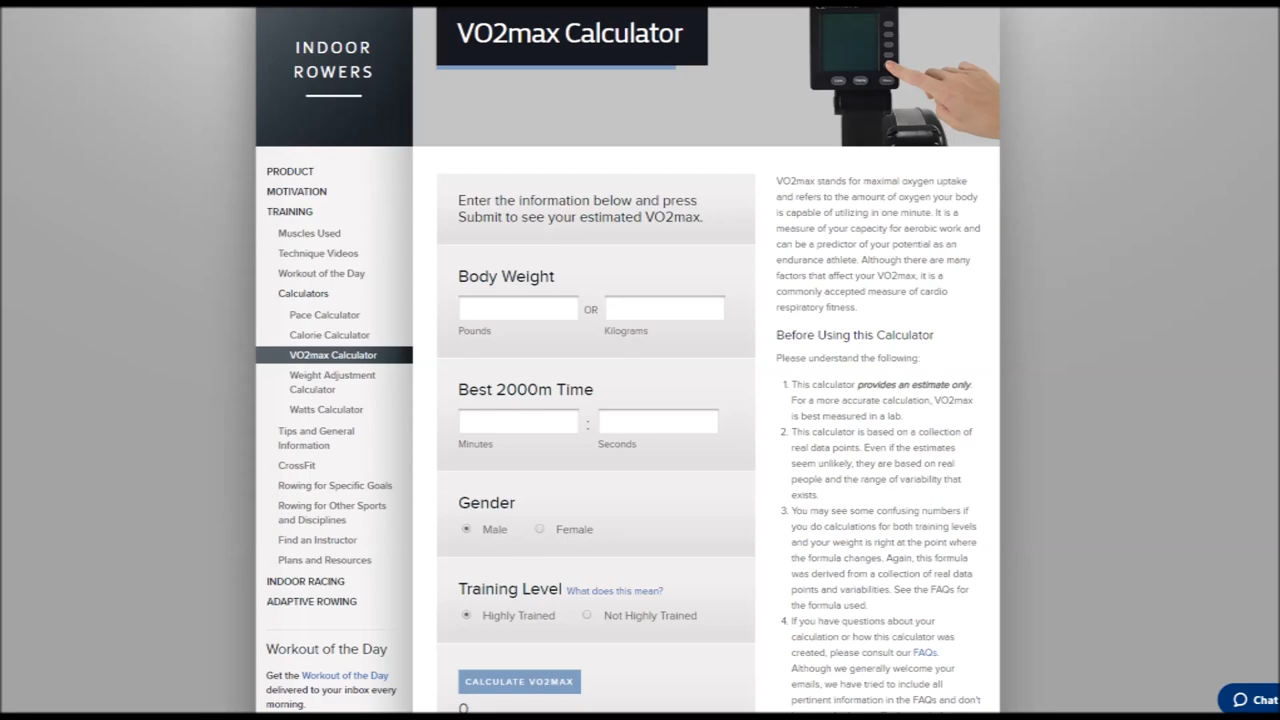 VO2max Calculator
INDOOR
ROWERS
PRODUCT
MOTIVATION
TRAINING
Muscles Used
Technique Videos
Workout of the Day
Calculators
Pace Calculator
Calorie Calculator
VO2max Calculator
Weight Adjustment
Calculator
Watts Calculator
Tips and General
Information
CrossFit
Rowing for Specific Goals
Rowing for Other Sports
and Disciplines
Find an Instructor
Plans and Resources
INDOOR RACING
ADAPTIVE ROWING
Workout of the Day
Get the Workout of the Day
delivered to your inbox every
morning.
Enter the information below and press
Submit to see your estimated VO2max.
Body Weight
OR
Pounds
Kilograms
Best 2000m Time
:
Minutes
Seconds
Gender
Male
Female
Training Level What does this mean?
Highly Trained
Not Highly Trained
CALCULATE VO2MAX
0
VO2max stands for maximal oxygen uptake
and refers to the amount of oxygen your body
is capable of utilizing in one minute. It is a
measure of your capacity for aerobic work and
can be a predictor of your potential as an
endurance athlete. Although there are many
factors that affect your VO2max, it is a
commonly accepted measure of cardio
respiratory fitness.
Before Using this Calculator
Please understand the following:
1. This calculator provides an estimate only.
For a more accurate calculation, VO2max
is best measured in a lab.
2. This calculator is based on a collection of
real data points. Even if the estimates
seem unlikely, they are based on real
people and the range of variability that
exists.
3. You may see some confusing numbers if
you do calculations for both training levels
and your weight is right at the point where
the formula changes. Again, this formula
was derived from a collection of real data
points and variabilities. See the FAQs for
the formula used.
4. If you have questions about your
calculation or how this calculator was
created, please consult our FAQs.
Although we generally welcome your
emails, we have tried to include all
pertinent information in the FAQs and don't
Chat